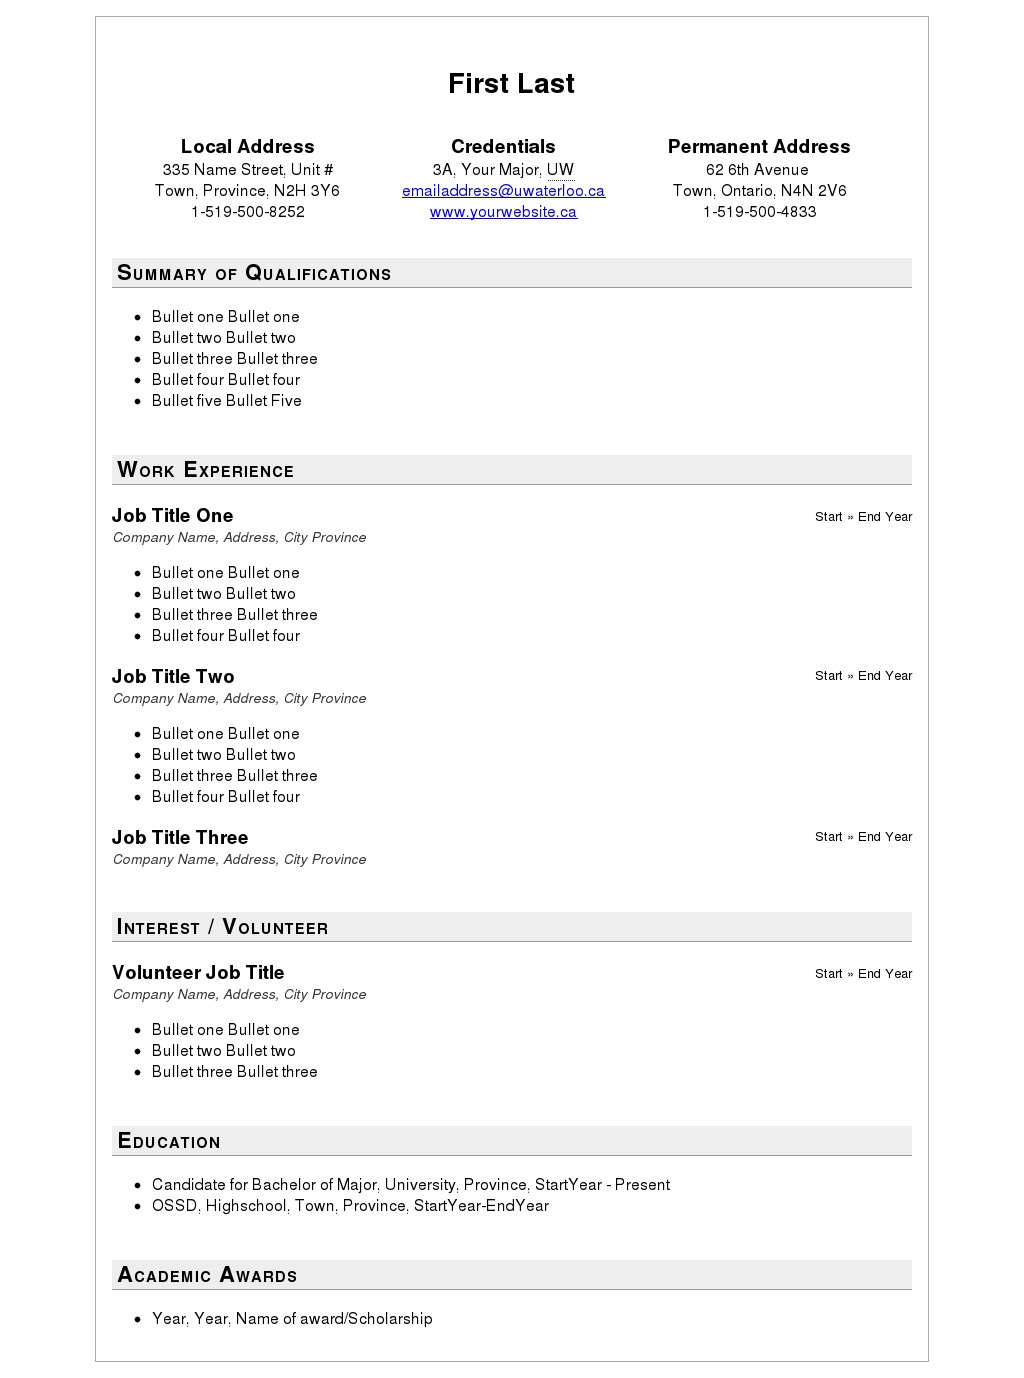 First Last
Local Address
335 Name Street, Unit #
Town, Province, N2H 3Y6
1-519-500-8252
Credentials
3A, Your Major, UW
emailaddress@uwaterloo.ca
www.yourwebsite.ca
Permanent Address
62 6th Avenue
Town, Ontario, N4N 2V6
1-519-500-4833
Summary of Qualifications
• Bullet one Bullet one
• Bullet two Bullet two
• Bullet three Bullet three
• Bullet four Bullet four
• Bullet five Bullet Five
Work Experience
Job Title One Start » End Year
Company Name, Address, City Province
• Bullet one Bullet one
• Bullet two Bullet two
• Bullet three Bullet three
• Bullet four Bullet four
Job Title Two Start » End Year
Company Name, Address, City Province
• Bullet one Bullet one
• Bullet two Bullet two
• Bullet three Bullet three
• Bullet four Bullet four
Job Title Three Start » End Year
Company Name, Address, City Province
Interest / Volunteer
Volunteer Job Title Start » End Year
Company Name, Address, City Province
• Bullet one Bullet one
• Bullet two Bullet two
• Bullet three Bullet three
Education
• Candidate for Bachelor of Major, University, Province, StartYear - Present
• OSSD, Highschool, Town, Province, StartYear-EndYear
Academic Awards
• Year, Year, Name of award/Scholarship